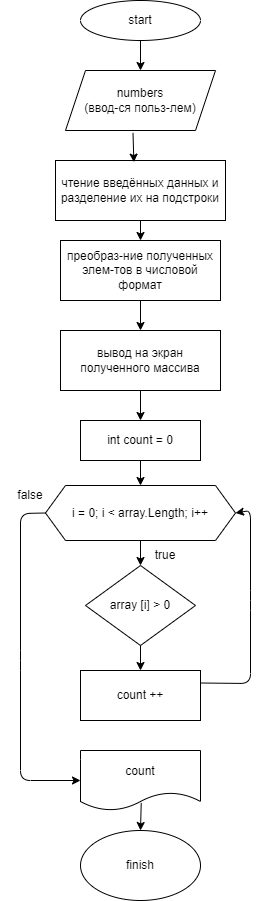 start
numbers
(ввод-ся польз-лем)
чтение введённых данных и
разделение их на подстроки
преобраз-ние полученных
элем-тов в числовой
формат
вывод на экран
полученного массива
int count = 0
false
i = 0; i < array.Length; i++
true
array [i] > 0
count ++
count
finish